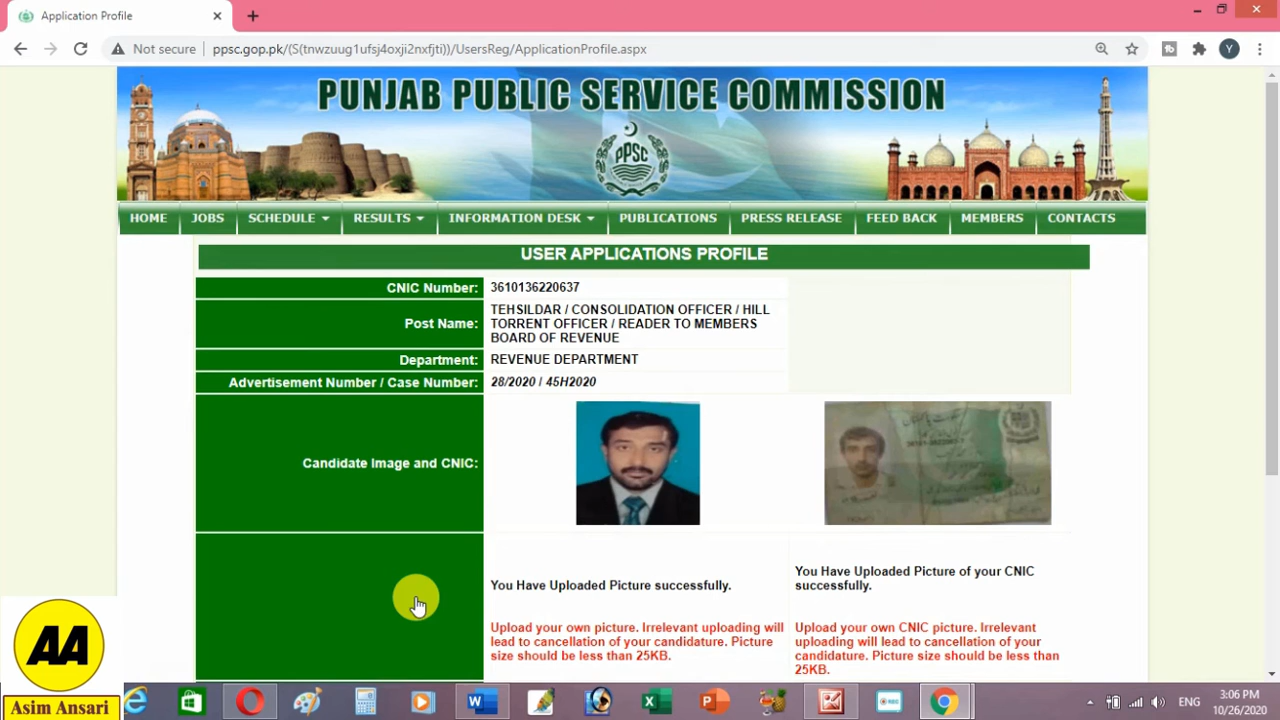 Application Profile
Not secure
ppsc.gop.pk/(S(tnwzuug1ufsj4oxji2nxfjti))/UsersReg/ApplicationProfile.aspx
Y
PUNJAB PUBLIC SERVICE COMMISSION
PPSC
HOME
JOBS
SCHEDULE
RESULTS
INFORMATION DESK
PUBLICATIONS
PRESS RELEASE
FEED BACK
MEMBERS
CONTACTS
USER APPLICATIONS PROFILE
CNIC Number: 3610136220637
Post Name: TEHSILDAR / CONSOLIDATION OFFICER / HILL
TORRENT OFFICER / READER TO MEMBERS
BOARD OF REVENUE
Department: REVENUE DEPARTMENT
Advertisement Number / Case Number: 28/2020 / 45H2020
Candidate Image and CNIC:
You Have Uploaded Picture successfully.
Upload your own picture. Irrelevant uploading will
lead to cancellation of your candidature. Picture
size should be less than 25KB.
You Have Uploaded Picture of your CNIC
successfully.
Upload your own CNIC picture. Irrelevant
uploading will lead to cancellation of your
candidature. Picture size should be less than
25KB.
AA
Asim Ansari
ENG
3:06 PM
10/26/2020